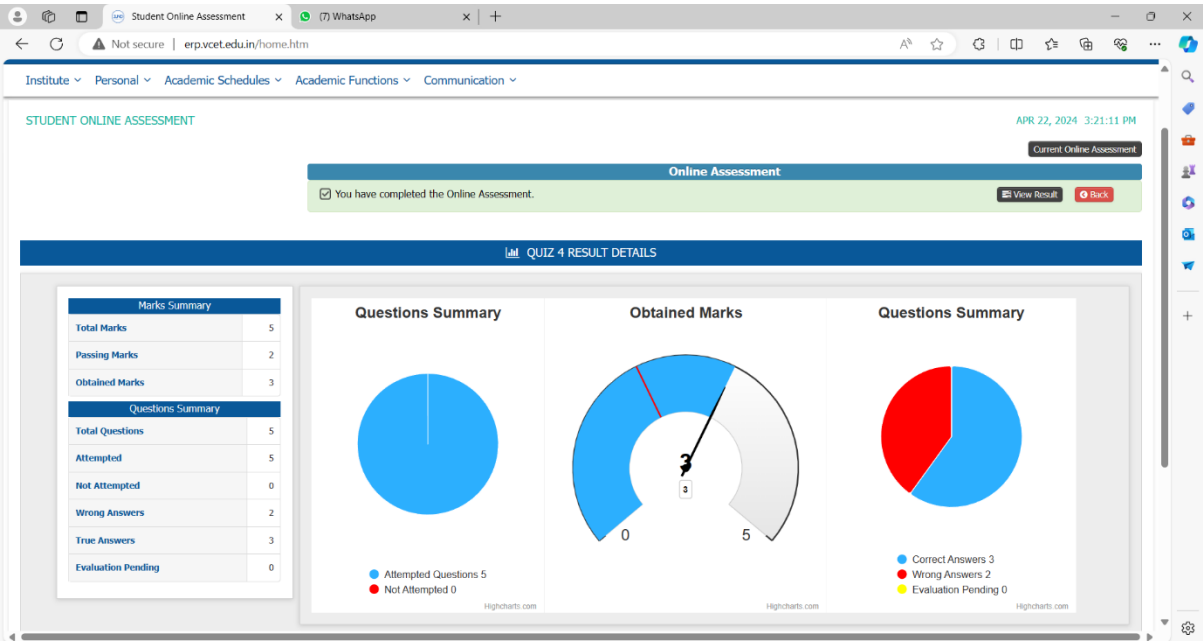 Student Online Assessment
(7) WhatsApp
Not secure | erp.vcet.edu.in/home.htm
Institute Personal Academic Schedules Academic Functions Communication
STUDENT ONLINE ASSESSMENT
APR 22, 2024 3:21:11 PM
Current Online Assessment
Online Assessment
You have completed the Online Assessment.
View Result
Back
QUIZ 4 RESULT DETAILS
Marks Summary
Total Marks 5
Passing Marks 2
Obtained Marks 3
Questions Summary
Total Questions 5
Attempted 5
Not Attempted 0
Wrong Answers 2
True Answers 3
Evaluation Pending 0
Questions Summary
Attempted Questions 5
Not Attempted 0
Highcharts.com
Obtained Marks
3
3
0 5
Highcharts.com
Questions Summary
Correct Answers 3
Wrong Answers 2
Evaluation Pending 0
Highcharts.com